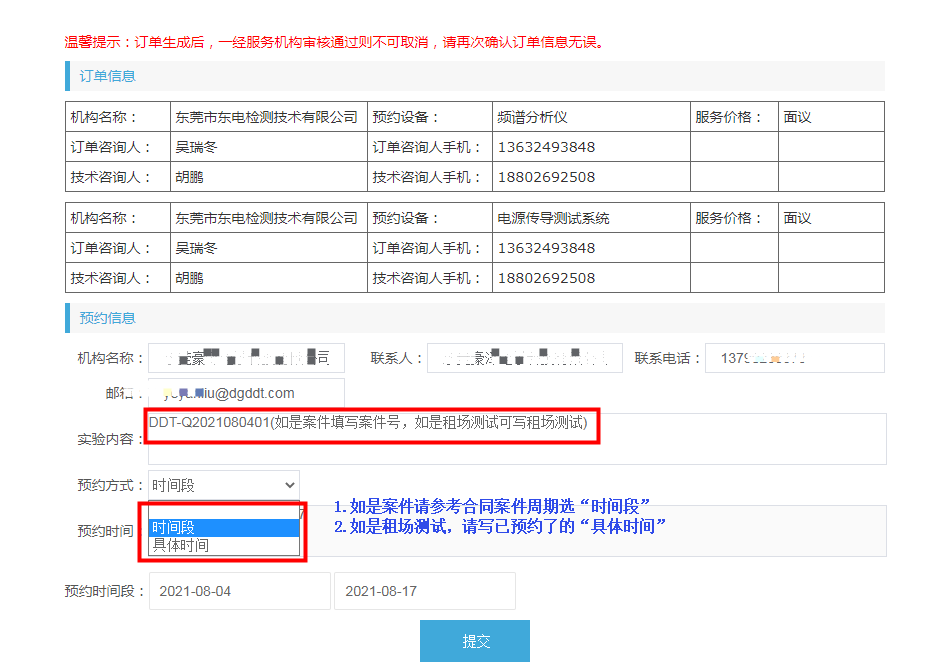 温馨提示：订单生成后，一经服务机构审核通过则不可取消，请再次确认订单信息无误。
订单信息
机构名称： 东莞市东电检测技术有限公司 预约设备： 频谱分析仪 服务价格： 面议
订单咨询人： 吴瑞冬 订单咨询人手机： 13632493848
技术咨询人： 胡鹏 技术咨询人手机： 18802692508
机构名称： 东莞市东电检测技术有限公司 预约设备： 电源传导测试系统 服务价格： 面议
订单咨询人： 吴瑞冬 订单咨询人手机： 13632493848
技术咨询人： 胡鹏 技术咨询人手机： 18802692508
预约信息
机构名称： 联系人： 联系电话：
邮箱： @dgddt.com
DDT-Q2021080401(如是案件填写案件号，如是租场测试可写租场测试)
实验内容：
预约方式： 时间段
1.如是案件请参考合同案件周期选“时间段”
时间段
2.如是租场测试，请写已预约了的“具体时间”
预约时间
具体时间
预约时间段： 2021-08-04 2021-08-17
提交